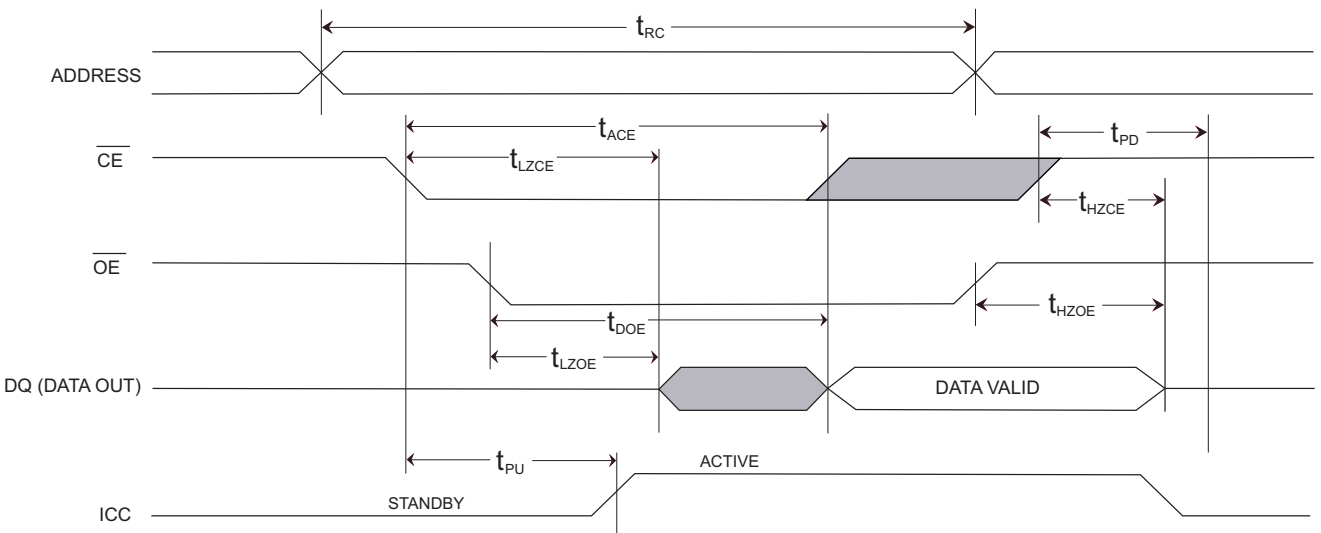 tRC
ADDRESS
tACE
tPD
CE
tLZCE
tHZCE
OE
tHZOE
tDOE
tLZOE
DQ (DATA OUT)
DATA VALID
tPU
ACTIVE
STANDBY
ICC